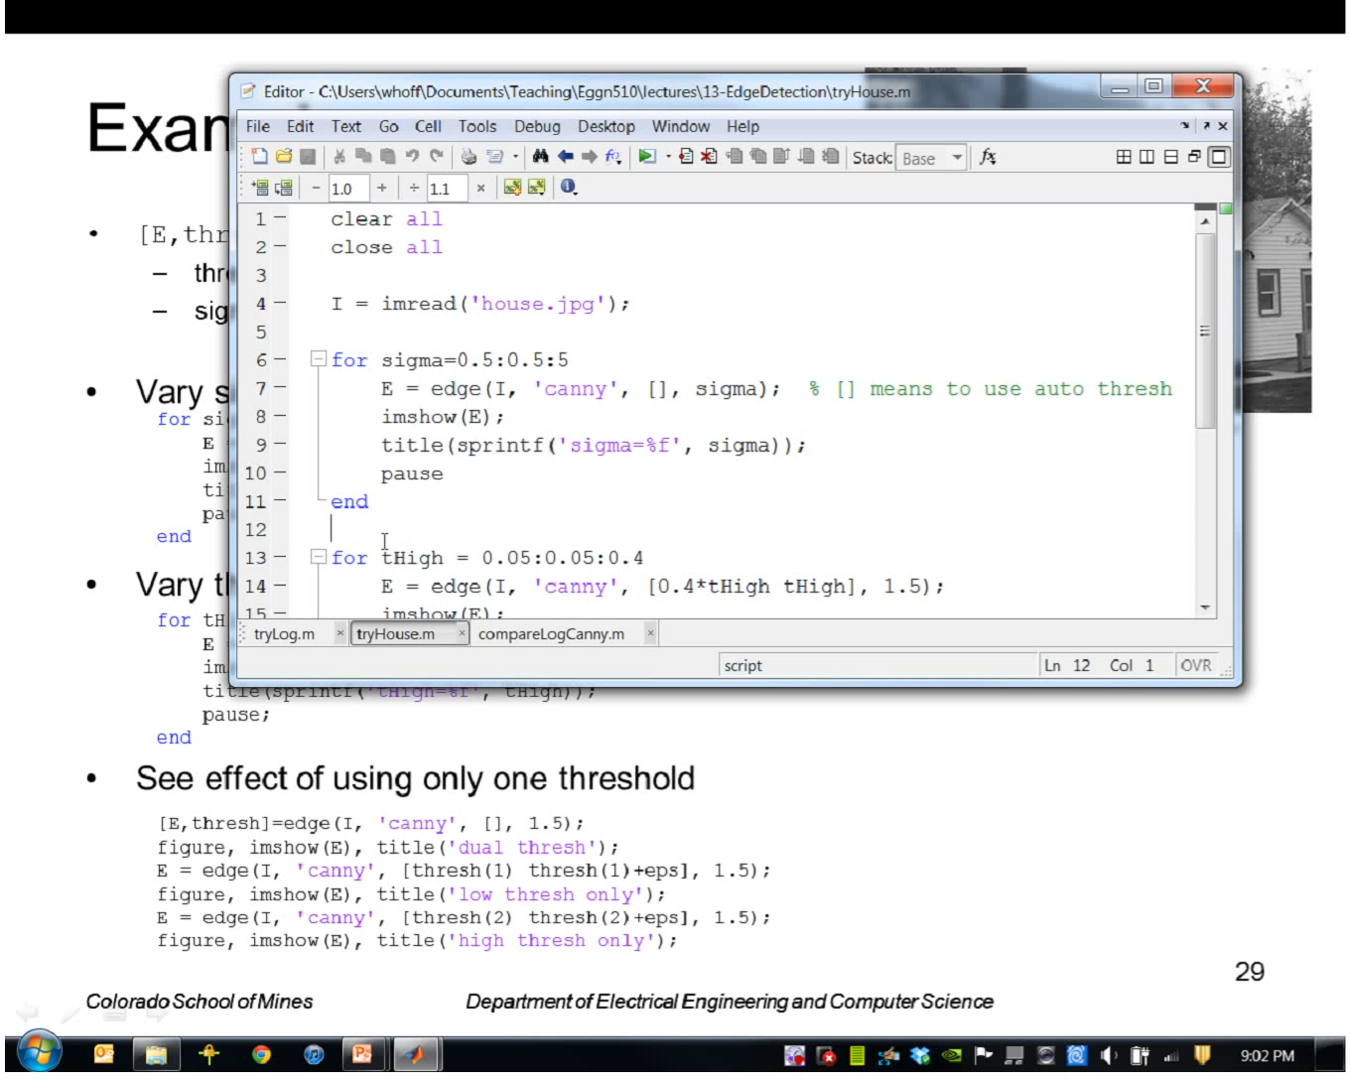 Exan
Editor - C:\Users\whoff\Documents\Teaching\Eggn510\lectures\13-EdgeDetection\tryHouse.m
File Edit Text Go Cell Tools Debug Desktop Window Help
Stack: Base fx
- 1.0 + ÷ 1.1 ×
1 - clear all
2 - close all
3
4 - I = imread('house.jpg');
5
6 - for sigma=0.5:0.5:5
7 - E = edge(I, 'canny', [], sigma); % [] means to use auto thresh
8 - imshow(E);
9 - title(sprintf('sigma=%f', sigma));
10 - pause
11 - end
12
13 - for tHigh = 0.05:0.05:0.4
14 - E = edge(I, 'canny', [0.4*tHigh tHigh], 1.5);
15 - imshow(E);
tryLog.m × tryHouse.m × compareLogCanny.m ×
script Ln 12 Col 1 OVR
• [E,thr
– thre
– sig
• Vary s
for si
E
im
ti
pa
end
• Vary th
for tH
E
im
title(sprintf('tHigh=%f', tHigh));
pause;
end
• See effect of using only one threshold
[E,thresh]=edge(I, 'canny', [], 1.5);
figure, imshow(E), title('dual thresh');
E = edge(I, 'canny', [thresh(1) thresh(1)+eps], 1.5);
figure, imshow(E), title('low thresh only');
E = edge(I, 'canny', [thresh(2) thresh(2)+eps], 1.5);
figure, imshow(E), title('high thresh only');
29
Colorado School of Mines Department of Electrical Engineering and Computer Science
9:02 PM